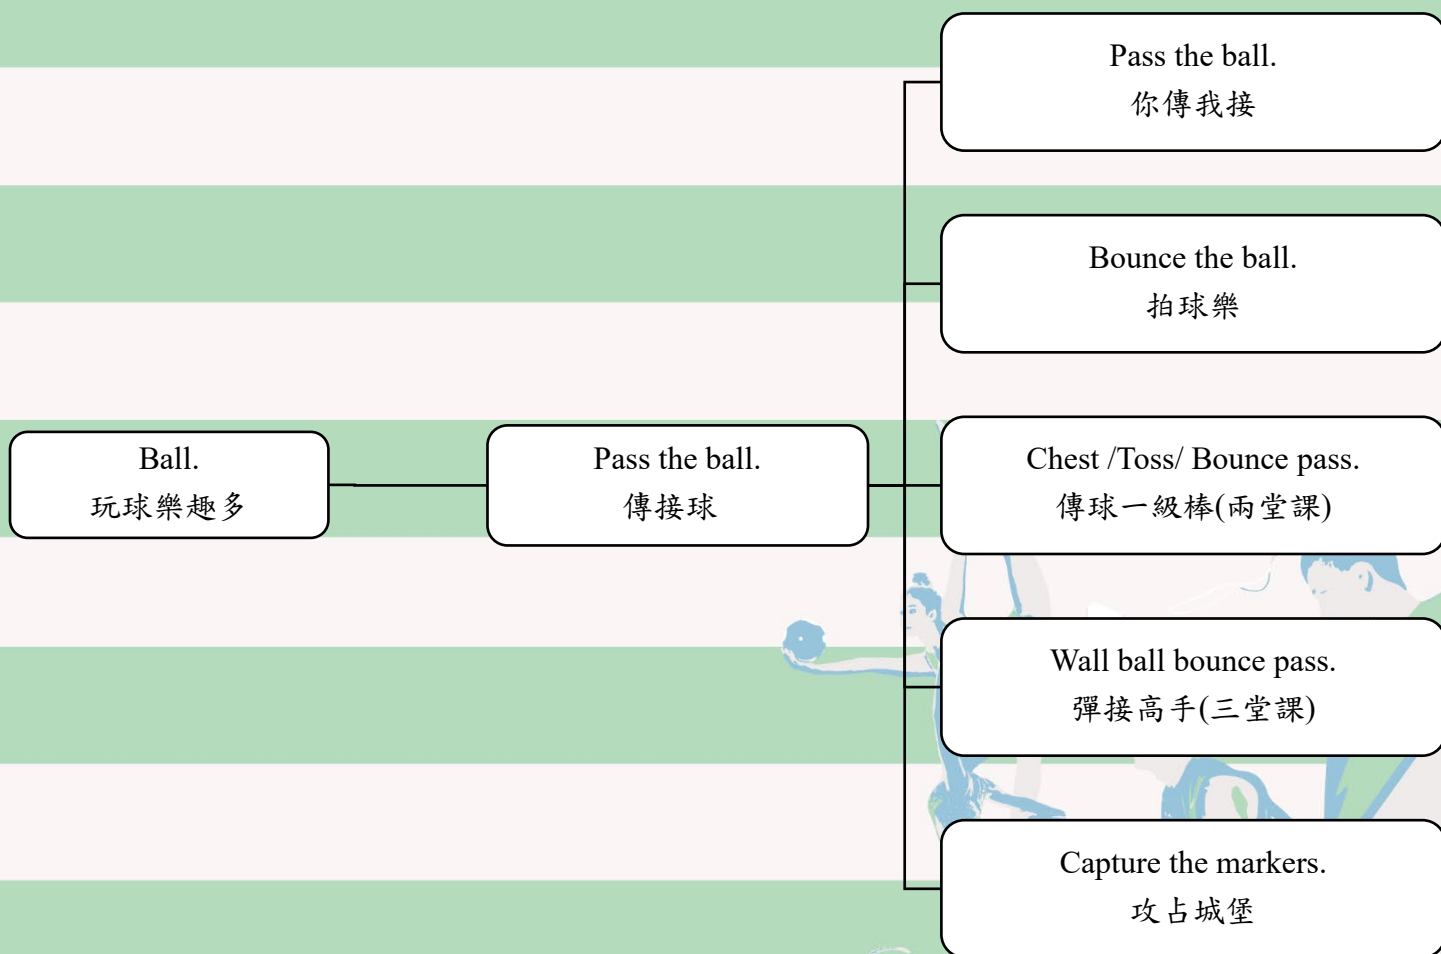 Ball.
玩球樂趣多
Pass the ball.
傳接球
Pass the ball.
你傳我接
Bounce the ball.
拍球樂
Chest /Toss/ Bounce pass.
傳球一級棒(兩堂課)
Wall ball bounce pass.
彈接高手(三堂課)
Capture the markers.
攻占城堡